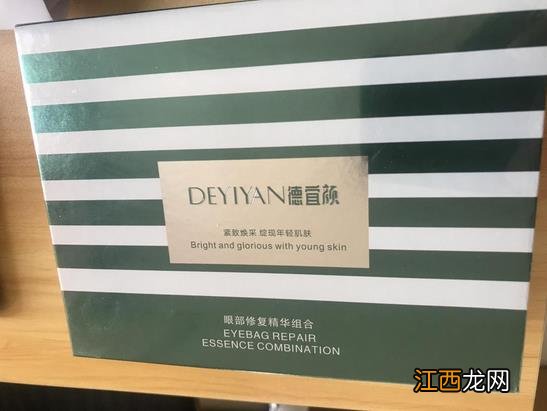 DEYIYAN德宜颜
紧致焕采 绽现年轻肌肤
Bright and glorious with young skin
眼部修复精华组合
EYEBAG REPAIR
ESSENCE COMBINATION
江西龙网